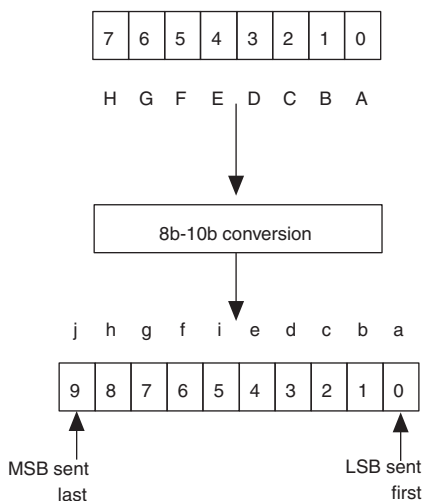 7 6 5 4 3 2 1 0
H G F E D C B A
8b-10b conversion
j h g f i e d c b a
9 8 7 6 5 4 3 2 1 0
MSB sent LSB sent
last first